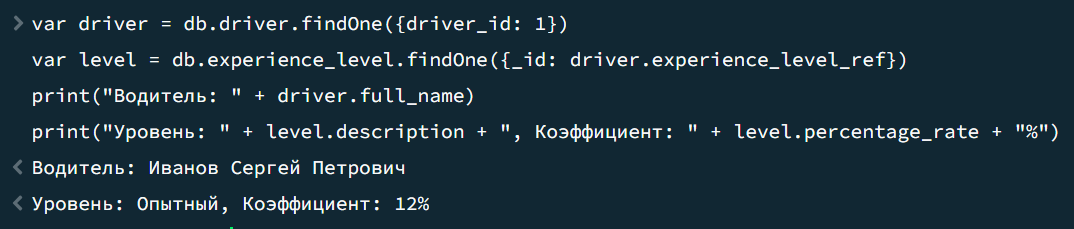 > var driver = db.driver.findOne({driver_id: 1})
var level = db.experience_level.findOne({_id: driver.experience_level_ref})
print("Водитель: " + driver.full_name)
print("Уровень: " + level.description + ", Коэффициент: " + level.percentage_rate + "%")
< Водитель: Иванов Сергей Петрович
< Уровень: Опытный, Коэффициент: 12%